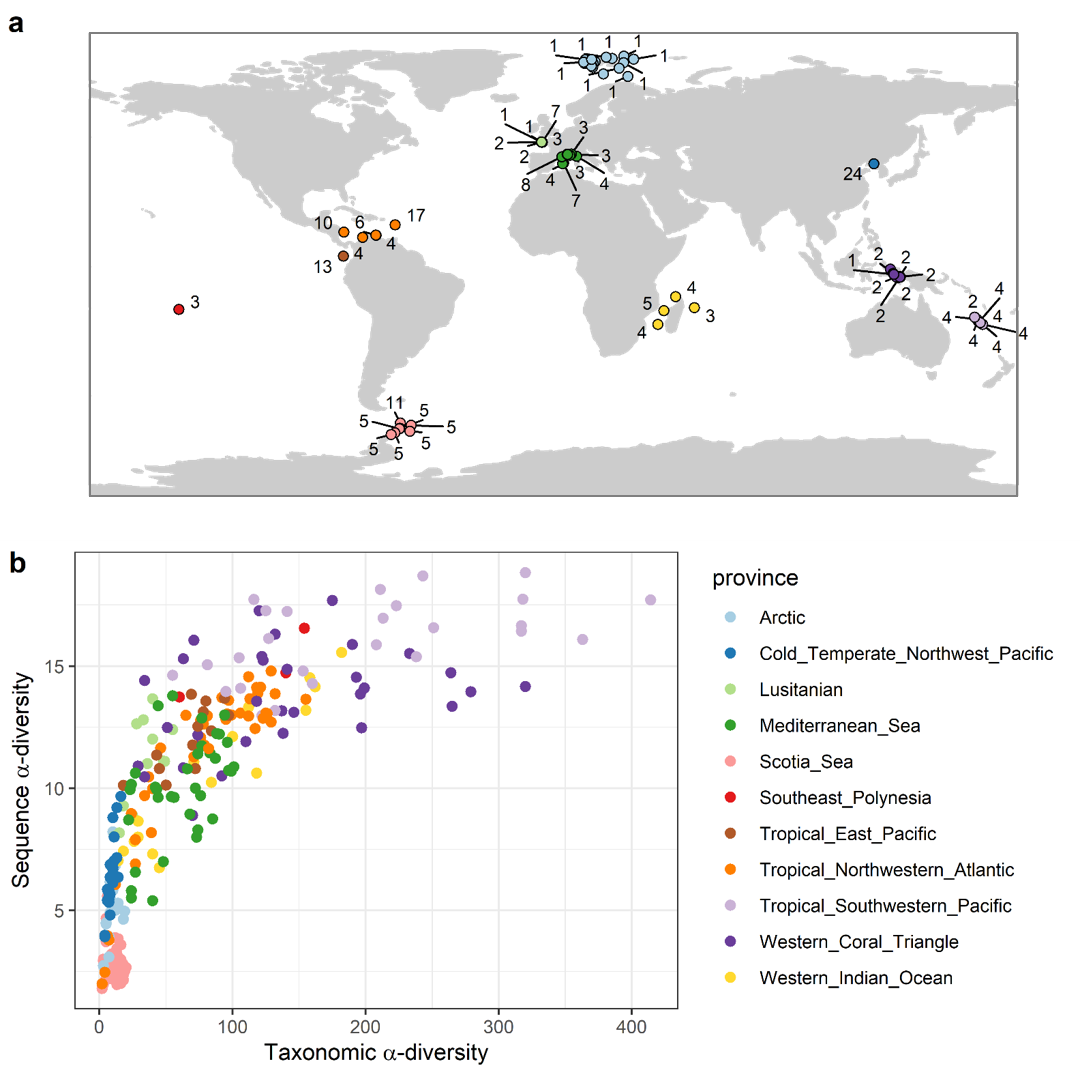 a
1 1 1 1
1
1 1 1 1
1 7
1 3 3
2
2 3
8 4 3 4
7
24
10 6 17
4
4
13
3
4
5
3
4
2 2
1 2
2 2
2
4
2
4 4
4
4 4
11 5
5 5
5
5 5
b
Sequence α-diversity
15
10
5
0 100 200 300 400
Taxonomic α-diversity
province
Arctic
Cold_Temperate_Northwest_Pacific
Lusitanian
Mediterranean_Sea
Scotia_Sea
Southeast_Polynesia
Tropical_East_Pacific
Tropical_Northwestern_Atlantic
Tropical_Southwestern_Pacific
Western_Coral_Triangle
Western_Indian_Ocean